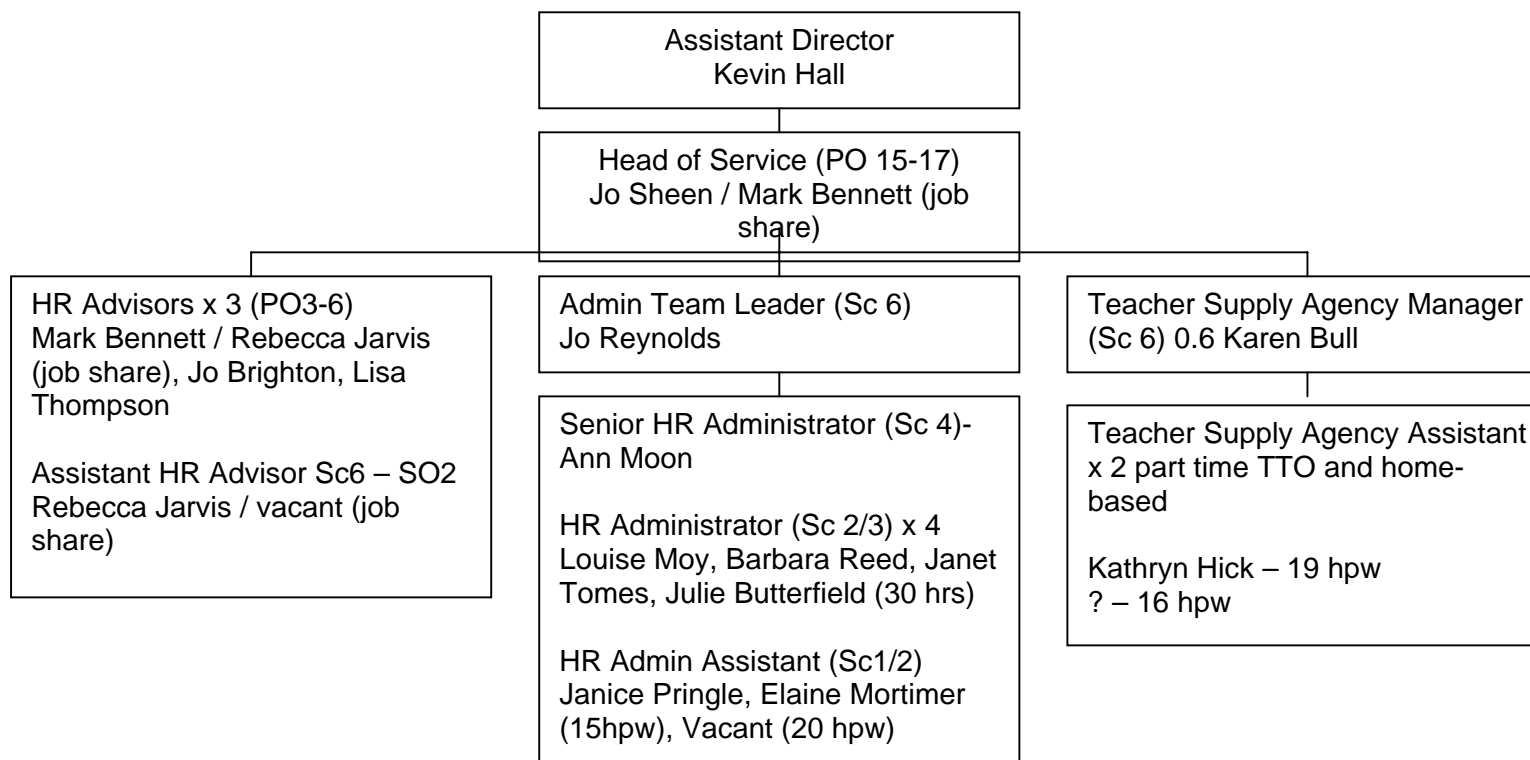 Assistant Director
Kevin Hall
Head of Service (PO 15-17)
Jo Sheen / Mark Bennett (job
share)
HR Advisors x 3 (PO3-6)
Mark Bennett / Rebecca Jarvis
(job share), Jo Brighton, Lisa
Thompson
Assistant HR Advisor Sc6 – SO2
Rebecca Jarvis / vacant (job
share)
Admin Team Leader (Sc 6)
Jo Reynolds
Senior HR Administrator (Sc 4)-
Ann Moon
HR Administrator (Sc 2/3) x 4
Louise Moy, Barbara Reed, Janet
Tomes, Julie Butterfield (30 hrs)
HR Admin Assistant (Sc1/2)
Janice Pringle, Elaine Mortimer
(15hpw), Vacant (20 hpw)
Teacher Supply Agency Manager
(Sc 6) 0.6 Karen Bull
Teacher Supply Agency Assistant
x 2 part time TTO and home-
based
Kathryn Hick – 19 hpw
? – 16 hpw